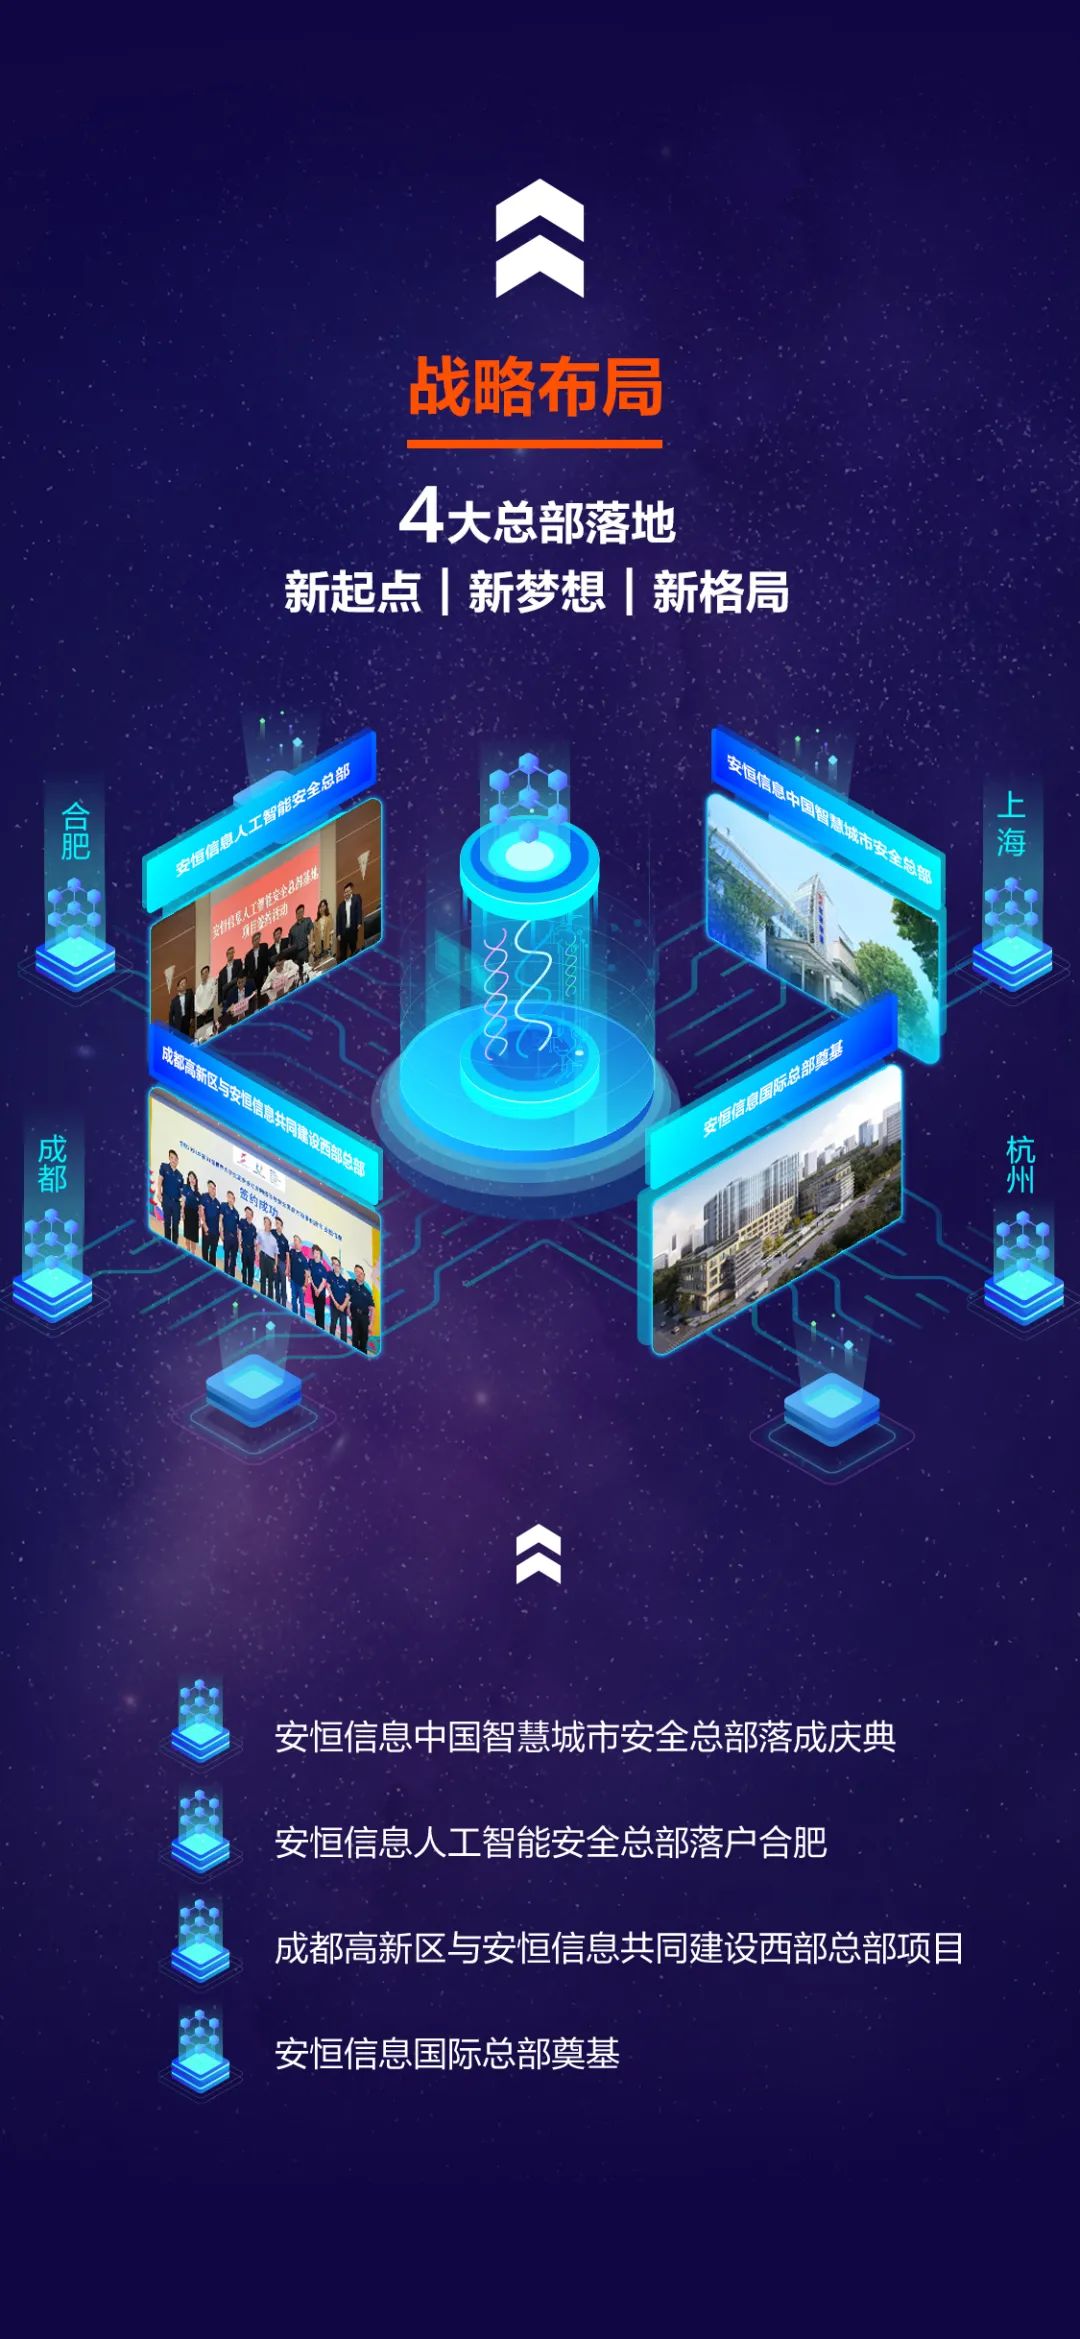 战略布局
4大总部落地
新起点｜新梦想｜新格局
合肥
安恒信息人工智能安全总部
安恒信息人工智能安全总部基地
项目签约活动
安恒信息中国智慧城市安全总部
上海
成都
成都高新区与安恒信息共同建设西部总部
签约成功
安恒信息国际总部奠基
杭州
安恒信息中国智慧城市安全总部落成庆典
安恒信息人工智能安全总部落户合肥
成都高新区与安恒信息共同建设西部总部项目
安恒信息国际总部奠基